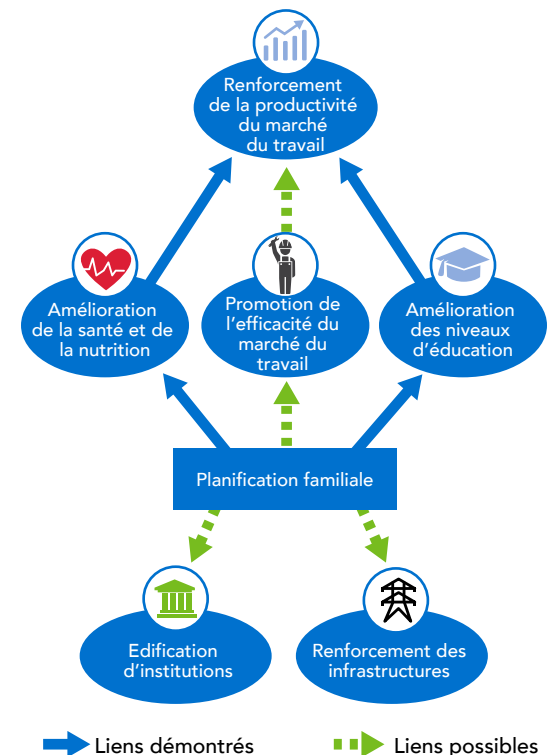 Renforcement
de la productivité
du marché
du travail
Amélioration
de la santé et de
la nutrition
Promotion de
l'efficacité du
marché du
travail
Amélioration
des niveaux
d'éducation
Planification familiale
Edification
d'institutions
Renforcement des
infrastructures
Liens démontrés
Liens possibles